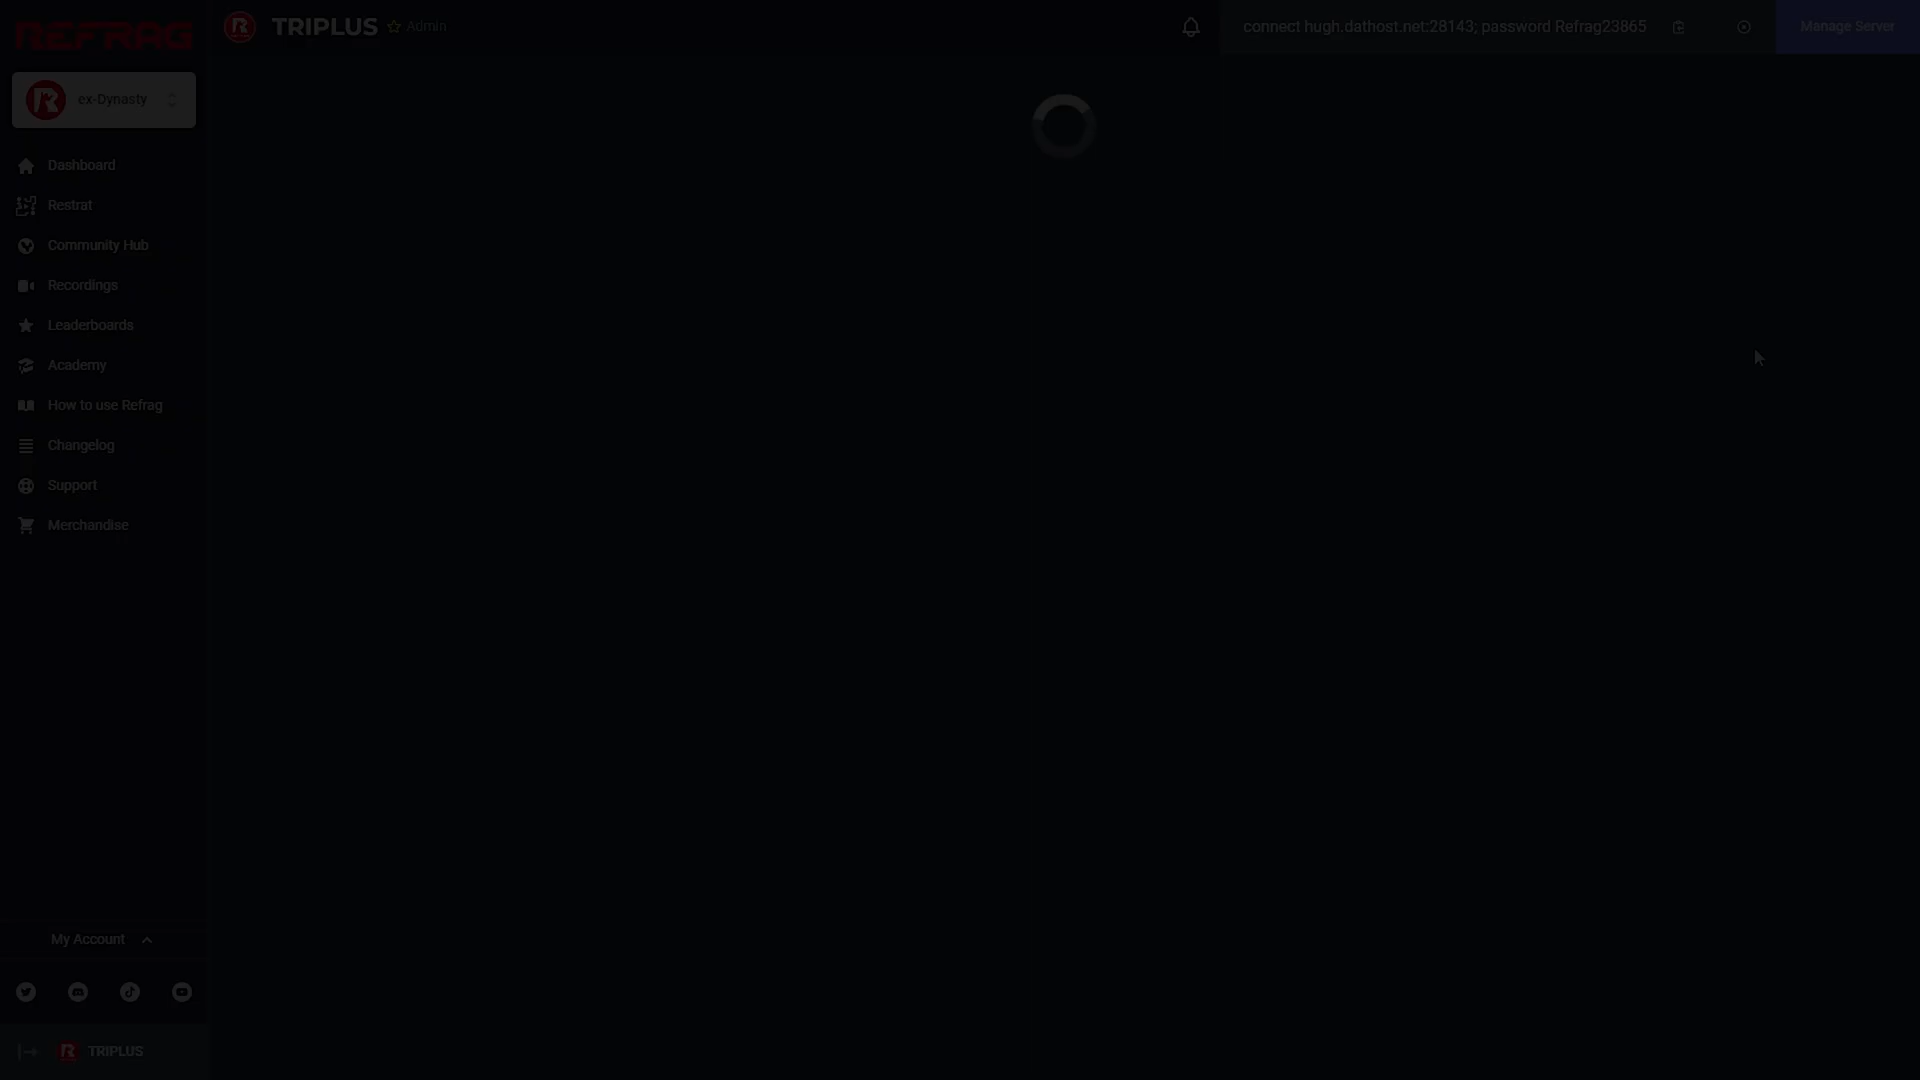 REFRAG
TRIPLUS Admin
connect hugh.dathost.net:28143; password Refrag23865
Manage Server
ex-Dynasty
Dashboard
Restrat
Community Hub
Recordings
Leaderboards
Academy
How to use Refrag
Changelog
Support
Merchandise
My Account
TRIPLUS